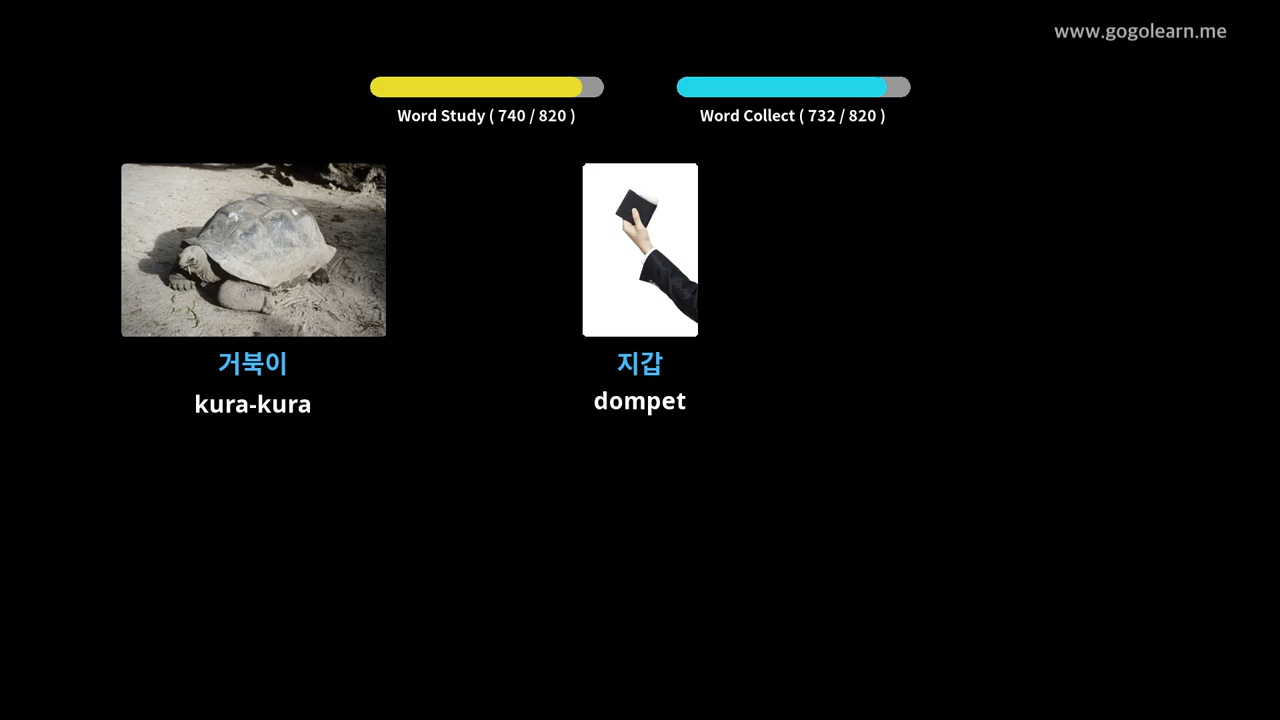 www.gogolearn.me
Word Study ( 740 / 820 )
Word Collect ( 732 / 820 )
거북이
kura-kura
지갑
dompet